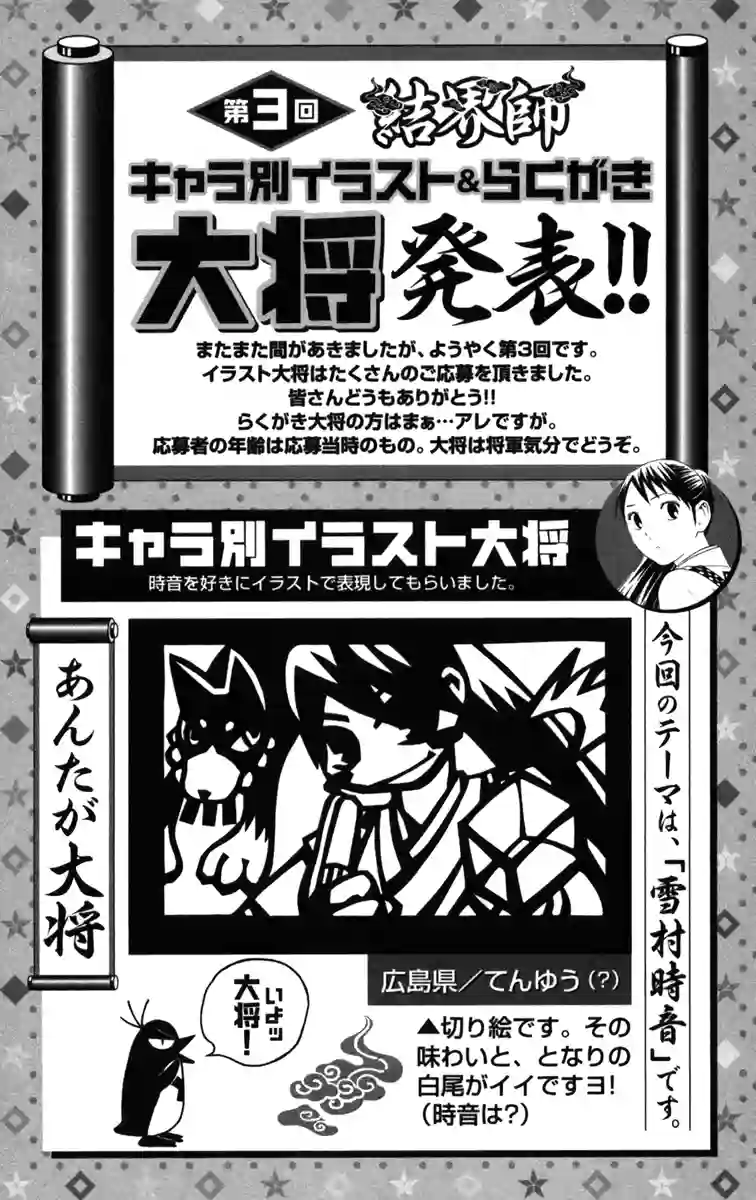 第3回
結界師
キャラ別イラスト&らくがき
大将発表!!
またまた間があきましたが、ようやく第3回です。
イラスト大将はたくさんのご応募を頂きました。
皆さんどうもありがとう!!
らくがき大将の方はまぁ…アレですが。
応募者の年齢は応募当時のもの。大将は将軍気分でどうぞ。
キャラ別イラスト大将
時音を好きにイラストで表現してもらいました。
今回のテーマは、「雪村時音」です。
あんたが大将
広島県/てんゆう(?)
▲切り絵です。その
味わいと、となりの
白尾がイイですヨ!
(時音は?)
いよッ
大将!